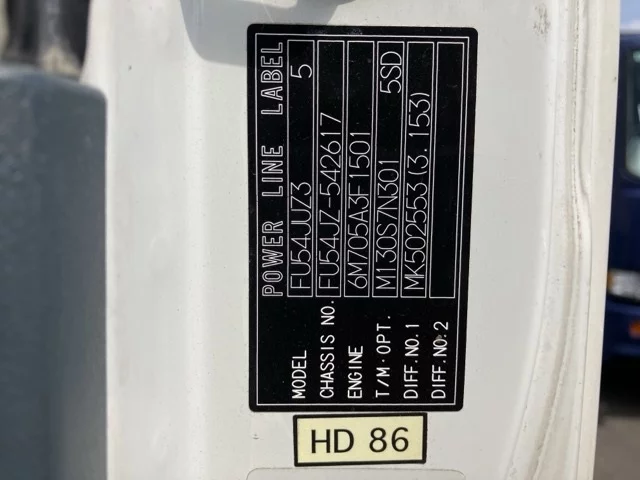 POWER LINE LABEL
MODEL FU54JUZ3 5
CHASSIS NO. FU54JZ-542617
ENGINE 6M705A3F1501
T/M·OPT. M130S7N301 5SD
DIFF.NO.1 MK502553(3.153)
DIFF.NO.2
HD 86